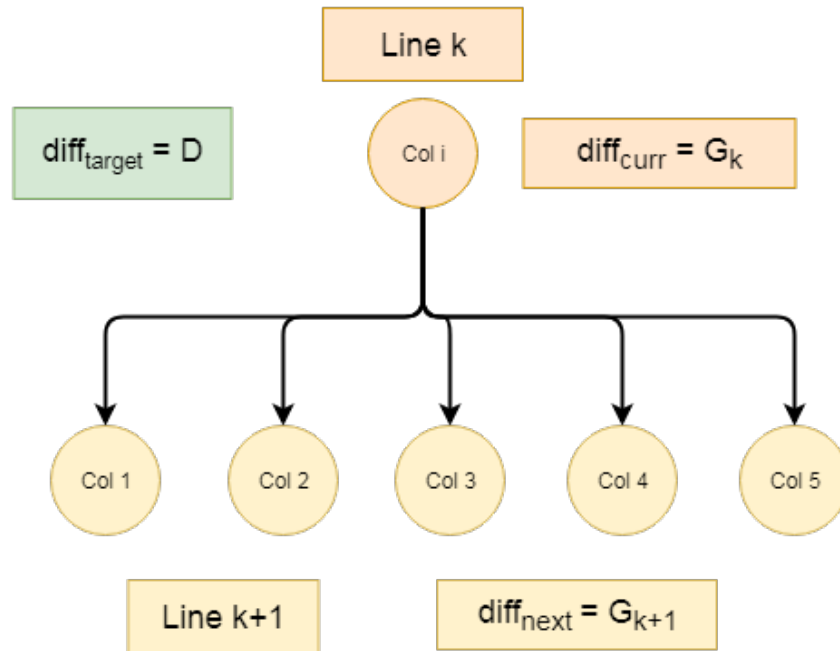 Line k
diff_target = D
Col i
diff_curr = G_k
Col 1
Col 2
Col 3
Col 4
Col 5
Line k+1
diff_next = G_k+1